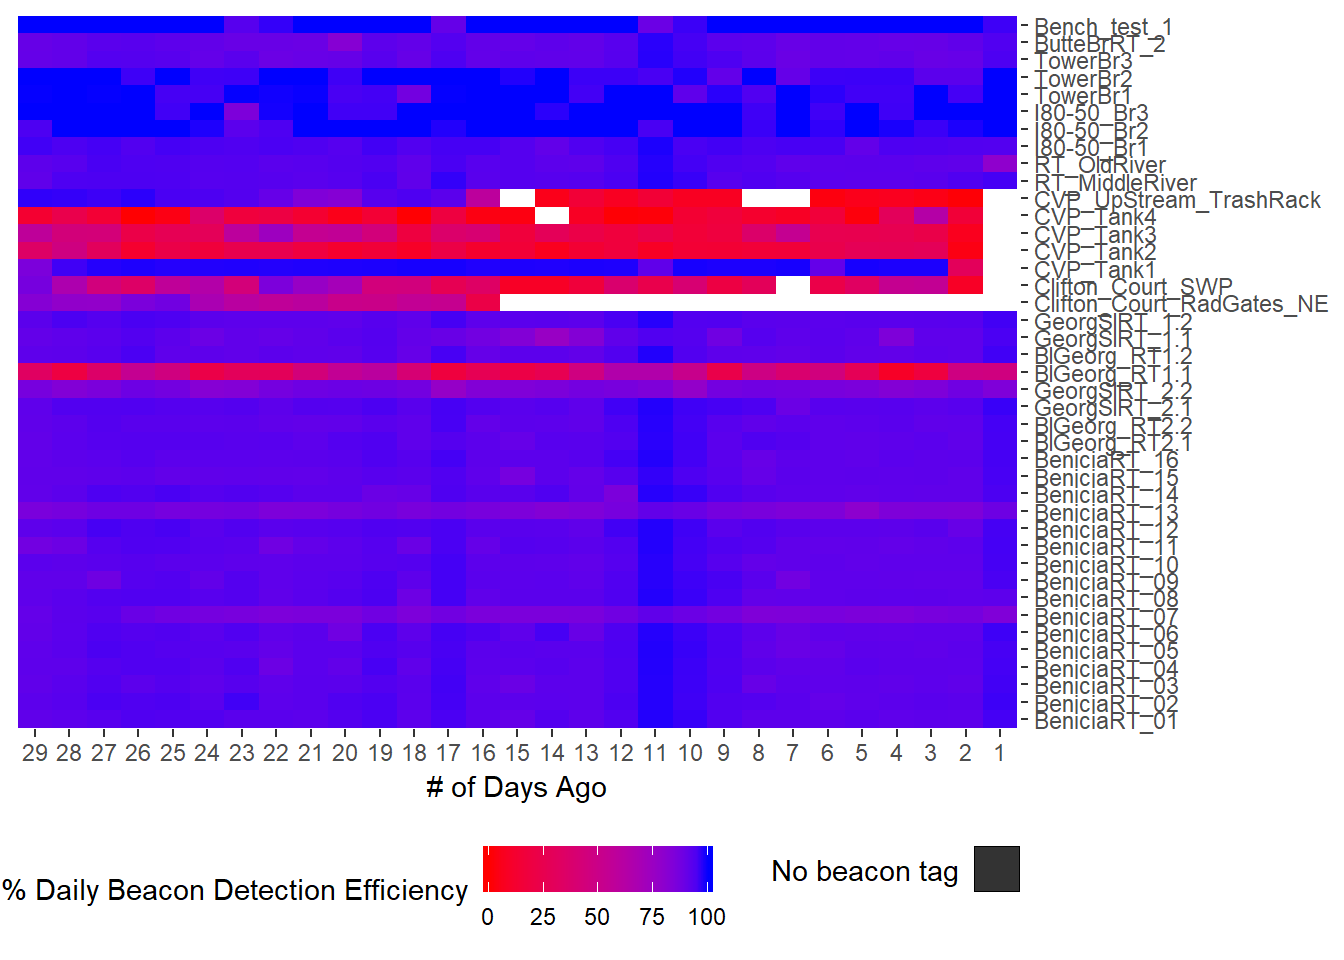 Bench_test_1
ButteBrRT_2
TowerBr3
TowerBr2
TowerBr1
I80-50_Br3
I80-50_Br2
I80-50_Br1
RT_OldRiver
RT_MiddleRiver
CVP_UpStream_TrashRack
CVP_Tank4
CVP_Tank3
CVP_Tank2
CVP_Tank1
Clifton_Court_SWP
Clifton_Court_RadGates_NE
GeorgSlRT_1.2
GeorgSlRT_1.1
BlGeorg_RT1.2
BlGeorg_RT1.1
GeorgSlRT_2.2
GeorgSlRT_2.1
BlGeorg_RT2.2
BlGeorg_RT2.1
BeniciaRT_16
BeniciaRT_15
BeniciaRT_14
BeniciaRT_13
BeniciaRT_12
BeniciaRT_11
BeniciaRT_10
BeniciaRT_09
BeniciaRT_08
BeniciaRT_07
BeniciaRT_06
BeniciaRT_05
BeniciaRT_04
BeniciaRT_03
BeniciaRT_02
BeniciaRT_01
29 28 27 26 25 24 23 22 21 20 19 18 17 16 15 14 13 12 11 10 9 8 7 6 5 4 3 2 1
# of Days Ago
% Daily Beacon Detection Efficiency
0 25 50 75 100
No beacon tag